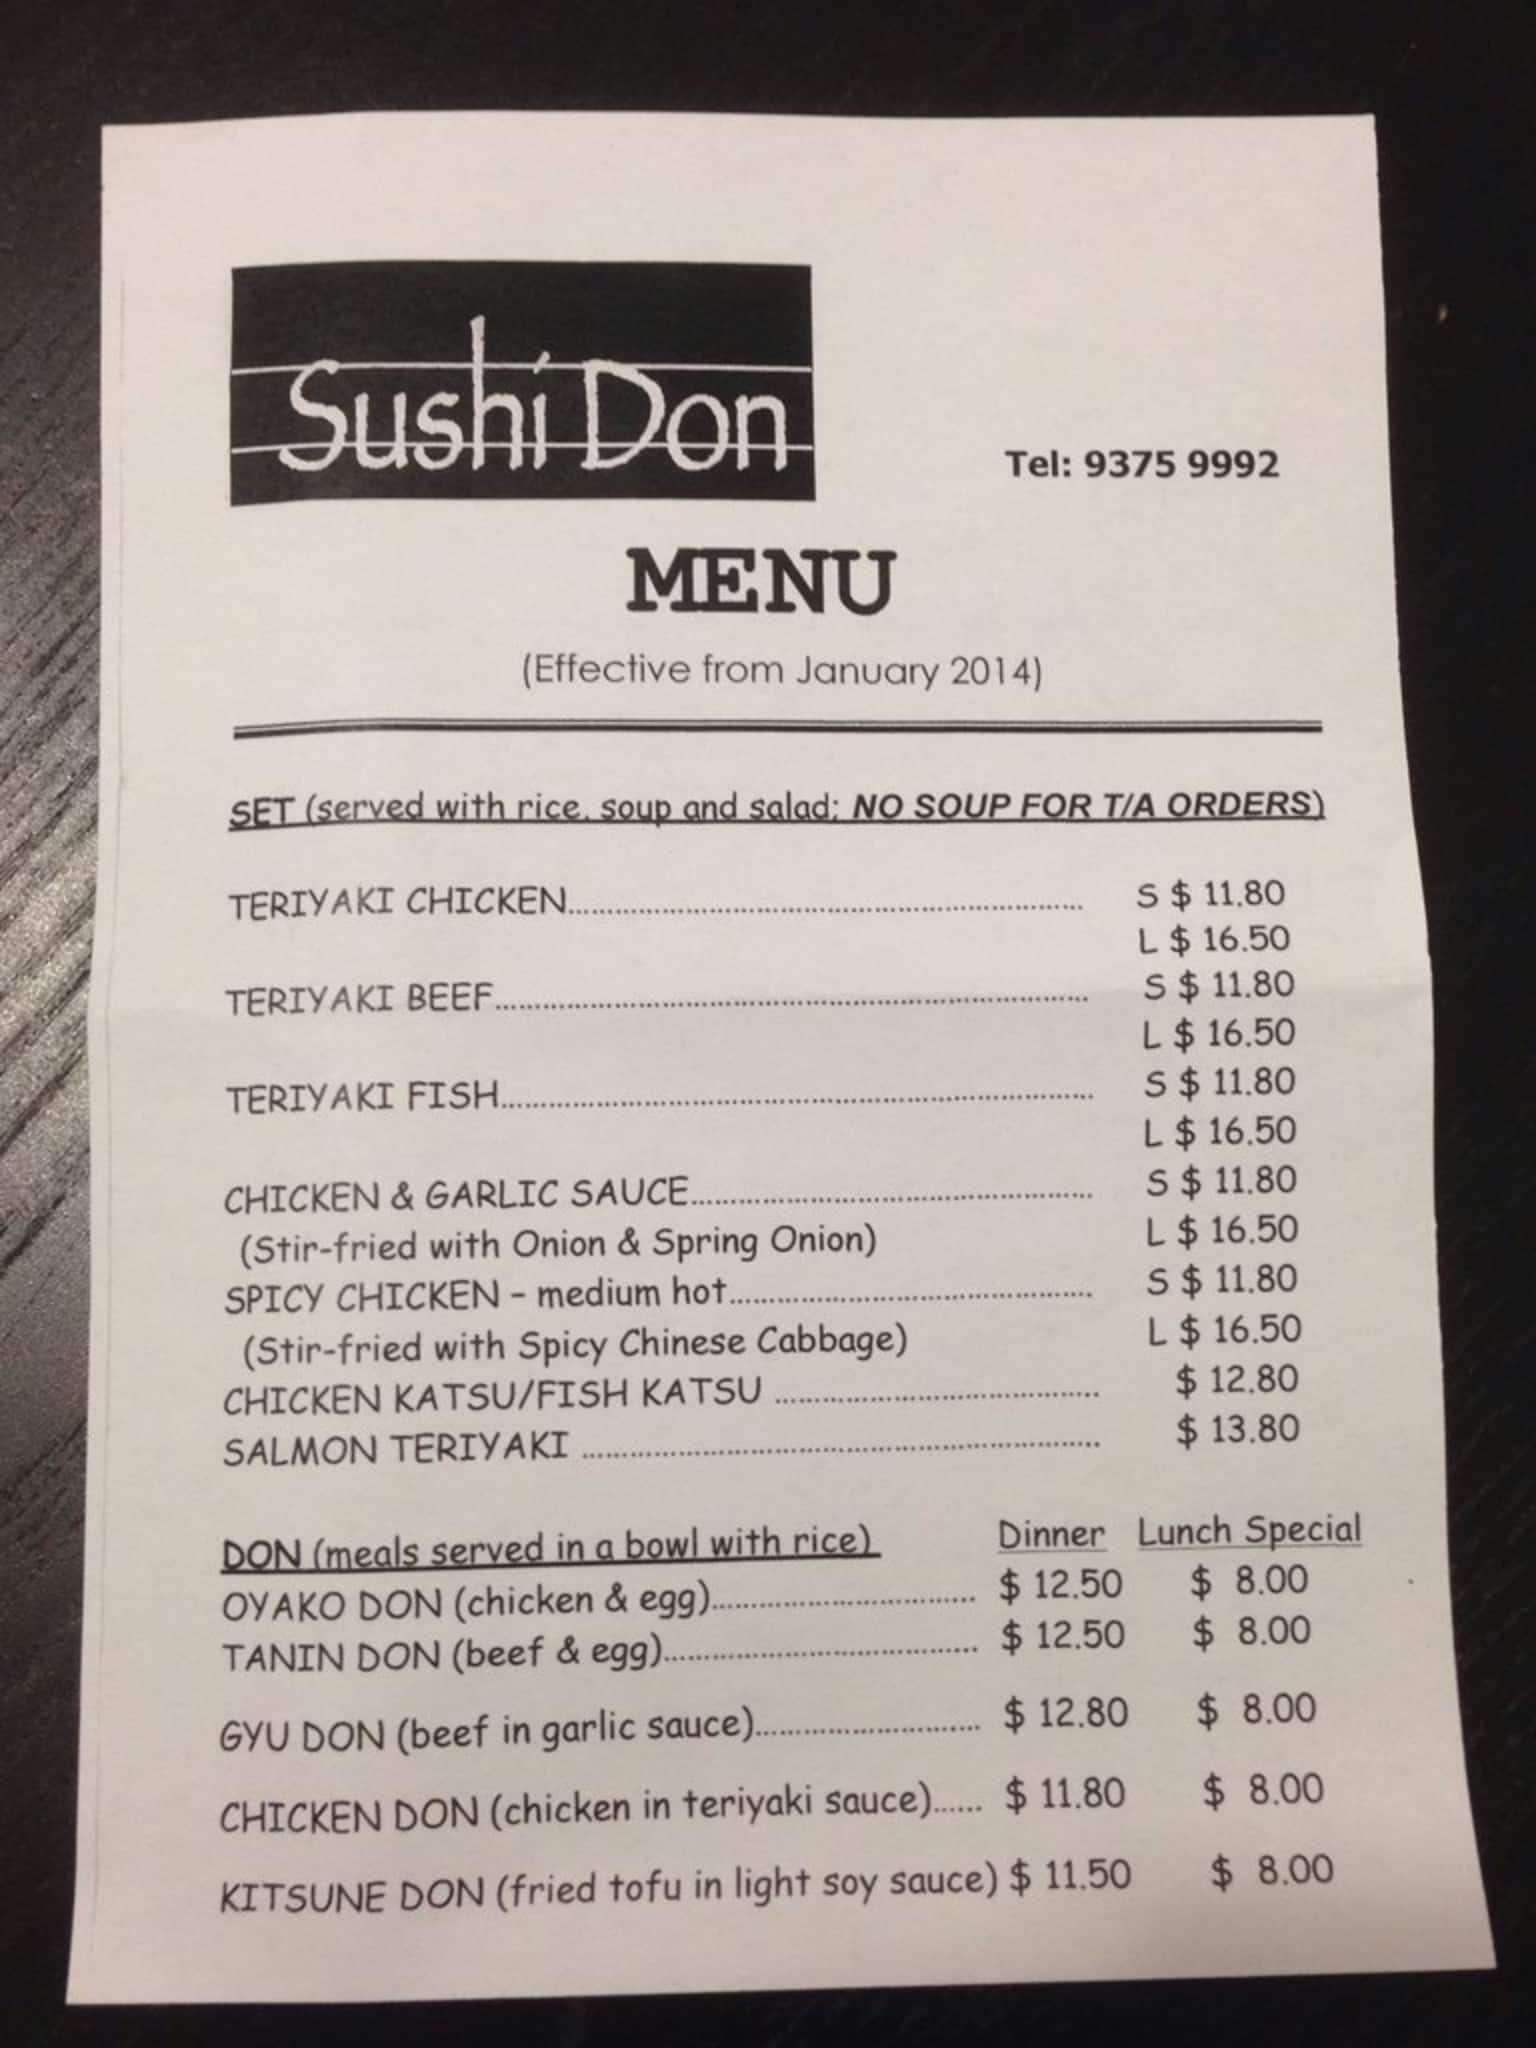 Sushi Don
Tel: 9375 9992
MENU
(Effective from January 2014)
SET (served with rice, soup and salad; NO SOUP FOR T/A ORDERS)
TERIYAKI CHICKEN.......................................................... S $ 11.80
L $ 16.50
TERIYAKI BEEF.......................................................... S $ 11.80
L $ 16.50
TERIYAKI FISH.......................................................... S $ 11.80
L $ 16.50
CHICKEN & GARLIC SAUCE............................................. S $ 11.80
(Stir-fried with Onion & Spring Onion) L $ 16.50
SPICY CHICKEN – medium hot......................................... S $ 11.80
(Stir-fried with Spicy Chinese Cabbage) L $ 16.50
CHICKEN KATSU/FISH KATSU ........................................ $ 12.80
SALMON TERIYAKI .......................................................... $ 13.80
DON (meals served in a bowl with rice) Dinner Lunch Special
OYAKO DON (chicken & egg)............................... $ 12.50 $ 8.00
TANIN DON (beef & egg)..................................... $ 12.50 $ 8.00
GYU DON (beef in garlic sauce)........................... $ 12.80 $ 8.00
CHICKEN DON (chicken in teriyaki sauce)...... $ 11.80 $ 8.00
KITSUNE DON (fried tofu in light soy sauce) $ 11.50 $ 8.00